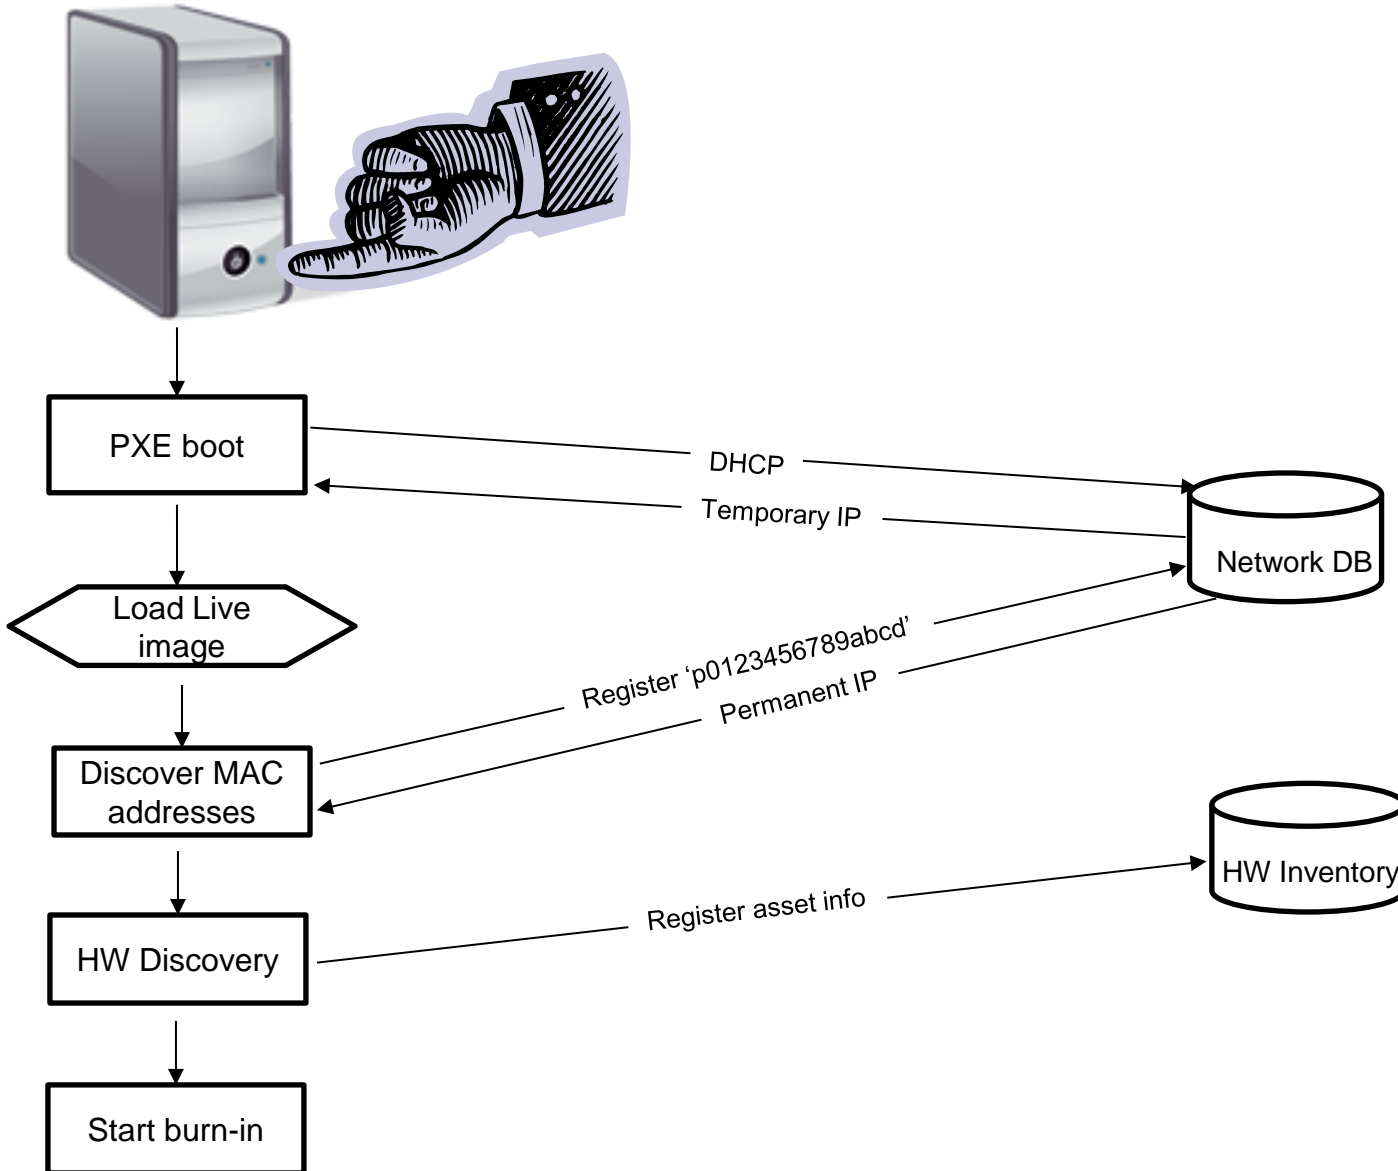 PXE boot
DHCP
Temporary IP
Network DB
Load Live
image
Register ‘p0123456789abcd’
Permanent IP
Discover MAC
addresses
HW Inventory
Register asset info
HW Discovery
Start burn-in